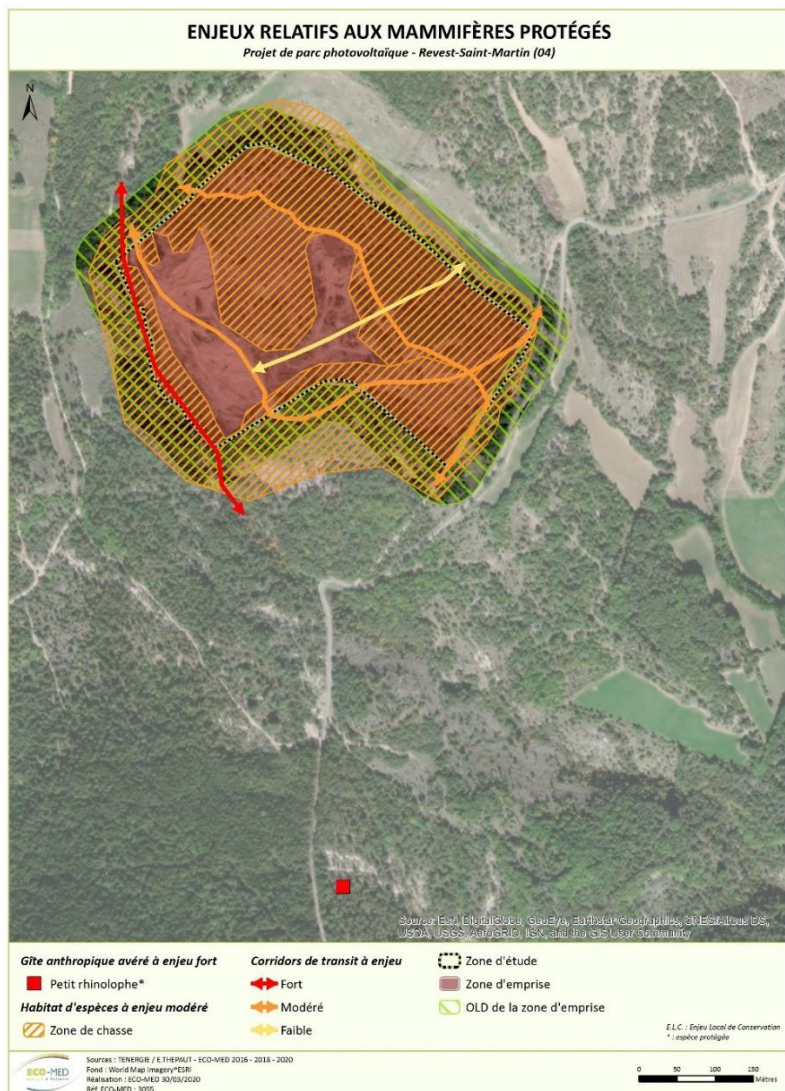 ENJEUX RELATIFS AUX MAMMIFÈRES PROTÉGÉS
Projet de parc photovoltaïque - Revest-Saint-Martin (04)
N
Source: Esri, DigitalGlobe, GeoEye, Earthstar Geographics, CNES/Airbus DS,
USDA, USGS, AeroGRID, IGN, and the GIS User Community
Gîte anthropique avéré à enjeu fort
Petit rhinolophe*
Habitat d'espèces à enjeu modéré
Zone de chasse
Corridors de transit à enjeu
Fort
Modéré
Faible
Zone d'étude
Zone d'emprise
OLD de la zone d'emprise
E.L.C. : Enjeu Local de Conservation
* : espèce protégée
ECO-MED
Sources : TENERGIE / E.THEPAUT - ECO-MED 2016 - 2018 - 2020
Fond : World Map Imagery°ESRI
Réalisation : ECO-MED 30/03/2020
Réf. ECO-MED : 3055
0 50 100 150
Mètres